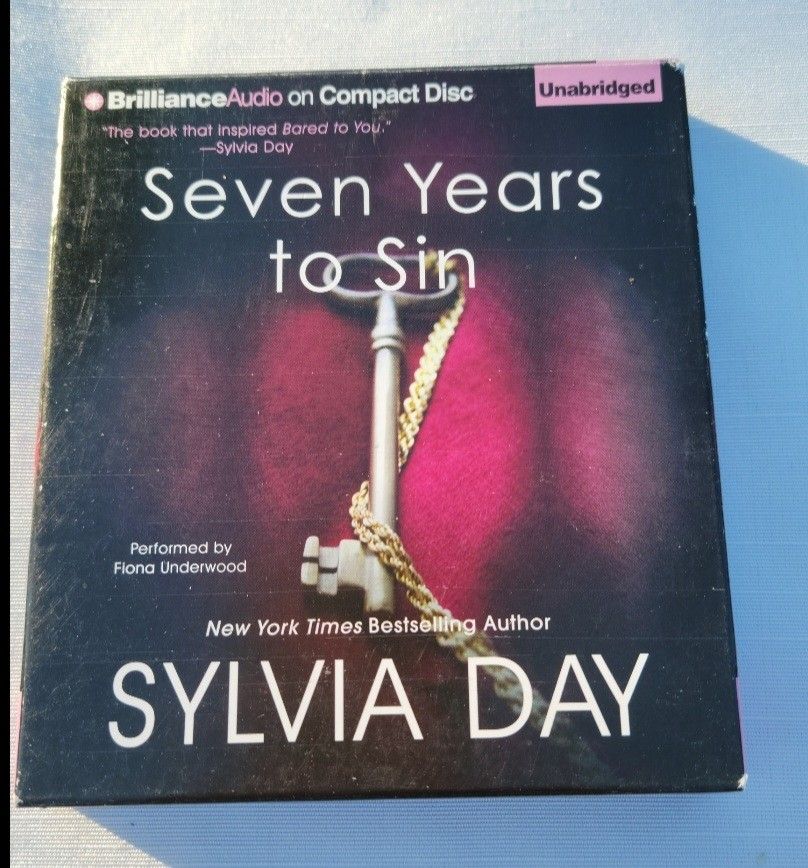 BrillianceAudio on Compact Disc
Unabridged
"The book that inspired Bared to You."
—Sylvia Day
Seven Years
to Sin
Performed by
Fiona Underwood
New York Times Bestselling Author
SYLVIA DAY